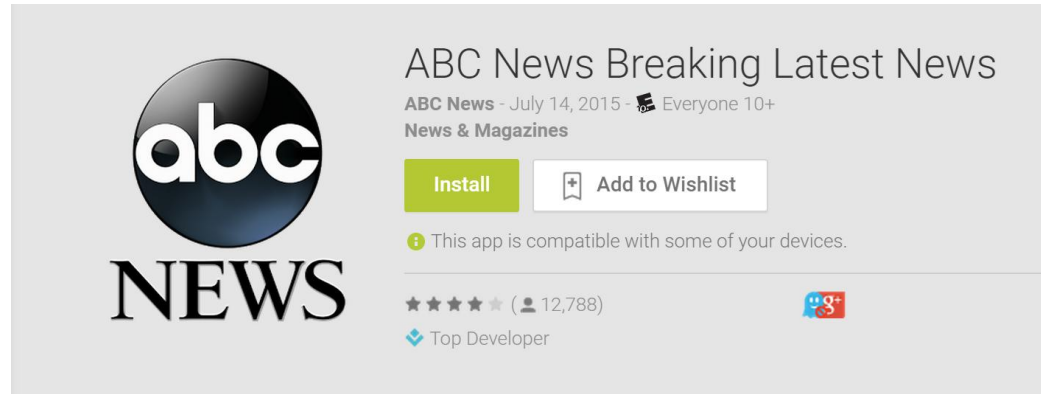 abc
NEWS
ABC News Breaking Latest News
ABC News - July 14, 2015 - E Everyone 10+
News & Magazines
Install
Add to Wishlist
This app is compatible with some of your devices.
(12,788)
g+
Top Developer